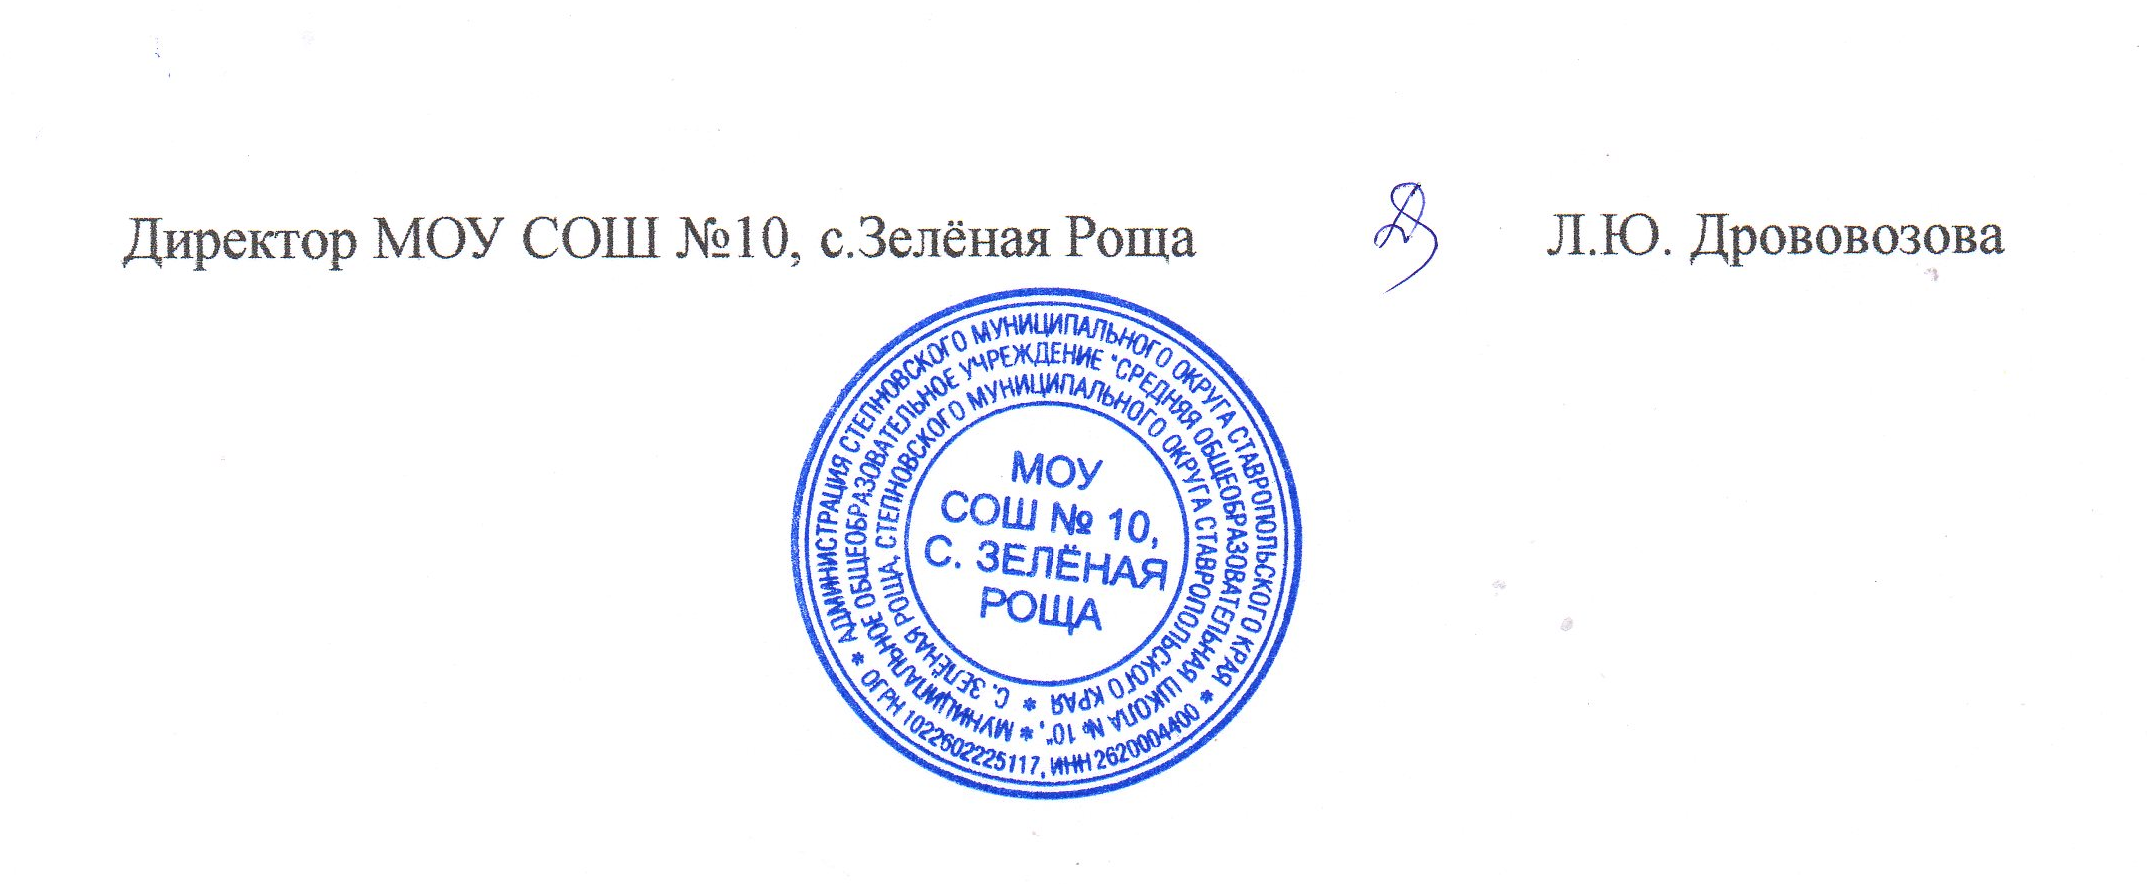 Директор МОУ СОШ №10, с.Зелёная Роща Л.Ю. Дрововозова
* АДМИНИСТРАЦИЯ СТЕПНОВСКОГО МУНИЦИПАЛЬНОГО ОКРУГА СТАВРОПОЛЬСКОГО КРАЯ *
ОГРН 1022602225117, ИНН 2620004400
* МУНИЦИПАЛЬНОЕ ОБЩЕОБРАЗОВАТЕЛЬНОЕ УЧРЕЖДЕНИЕ "СРЕДНЯЯ ОБЩЕОБРАЗОВАТЕЛЬНАЯ ШКОЛА № 10",
* С. ЗЕЛЁНАЯ РОЩА, СТЕПНОВСКОГО МУНИЦИПАЛЬНОГО ОКРУГА СТАВРОПОЛЬСКОГО КРАЯ
МОУ
СОШ № 10,
С. ЗЕЛЁНАЯ
РОЩА